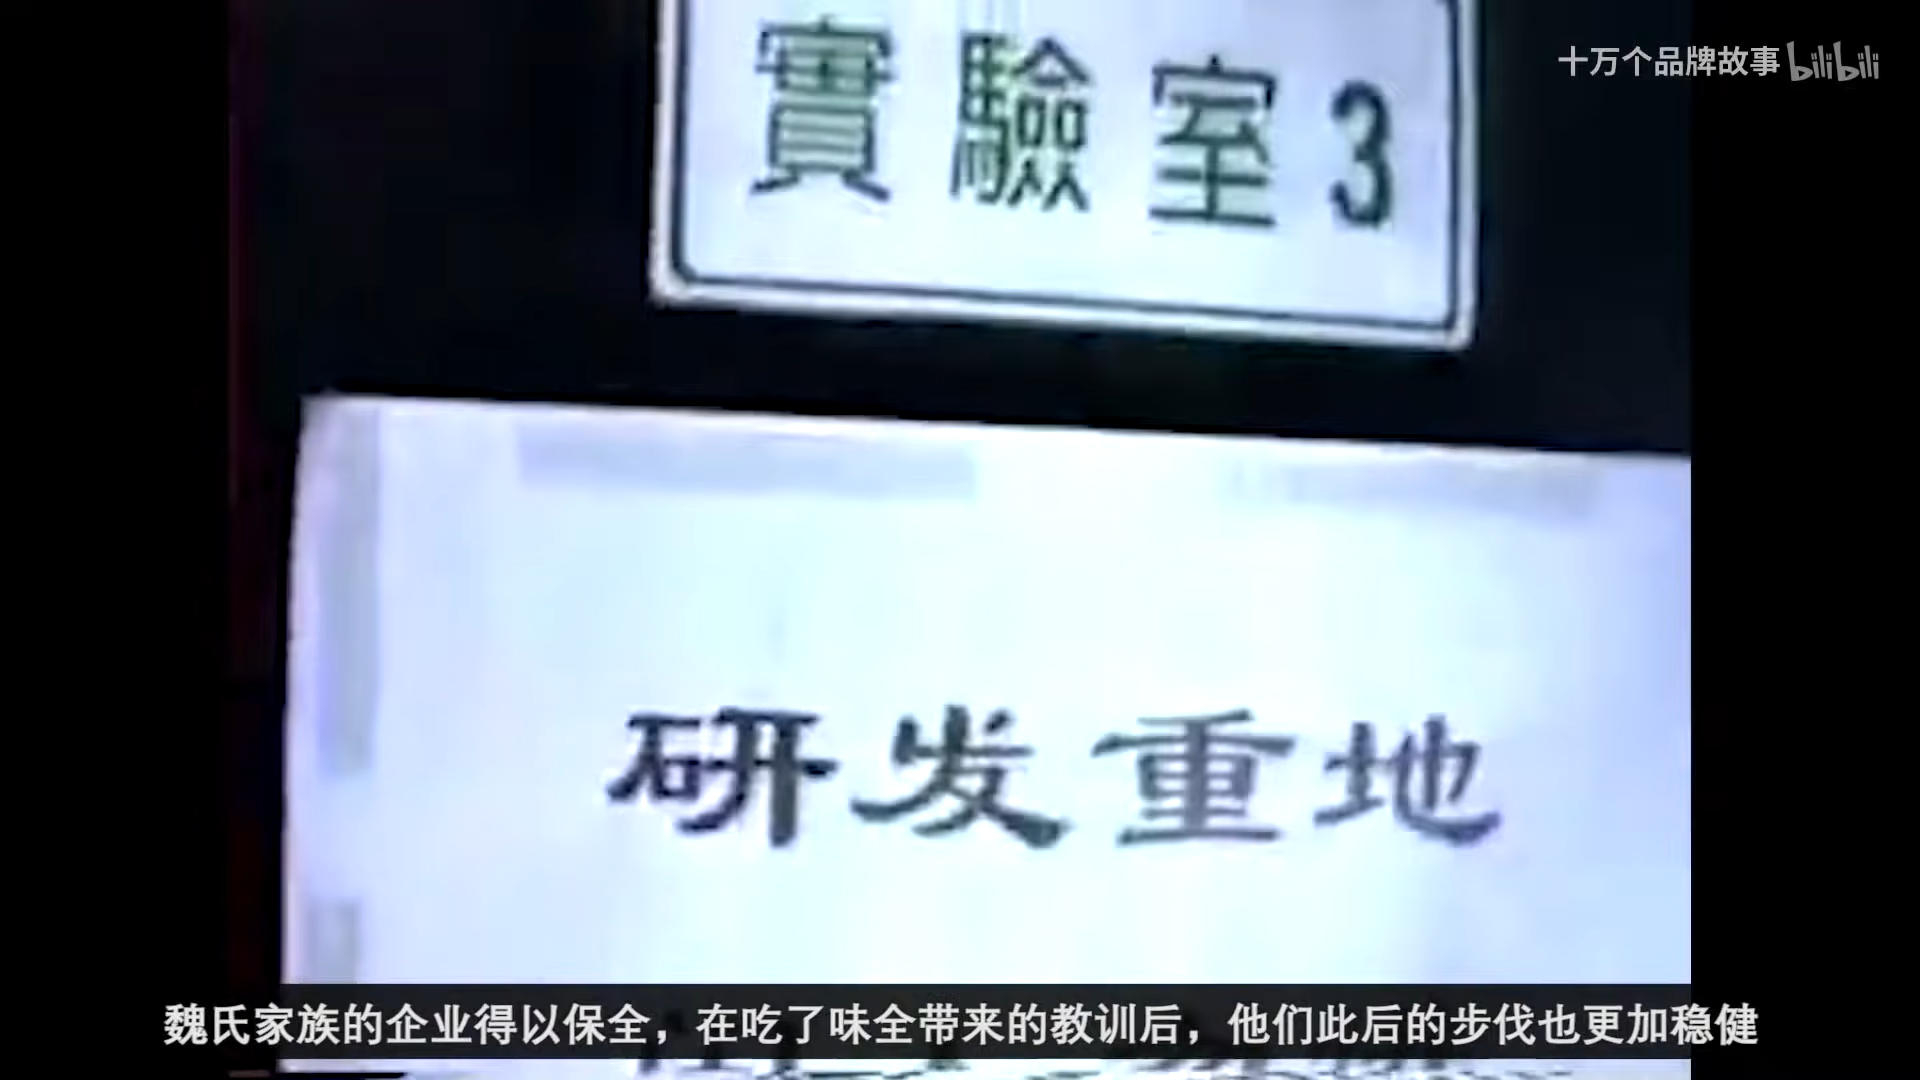 十万个品牌故事 bilibili
實驗室3
研发重地
魏氏家族的企业得以保全，在吃了味全带来的教训后，他们此后的步伐也更加稳健